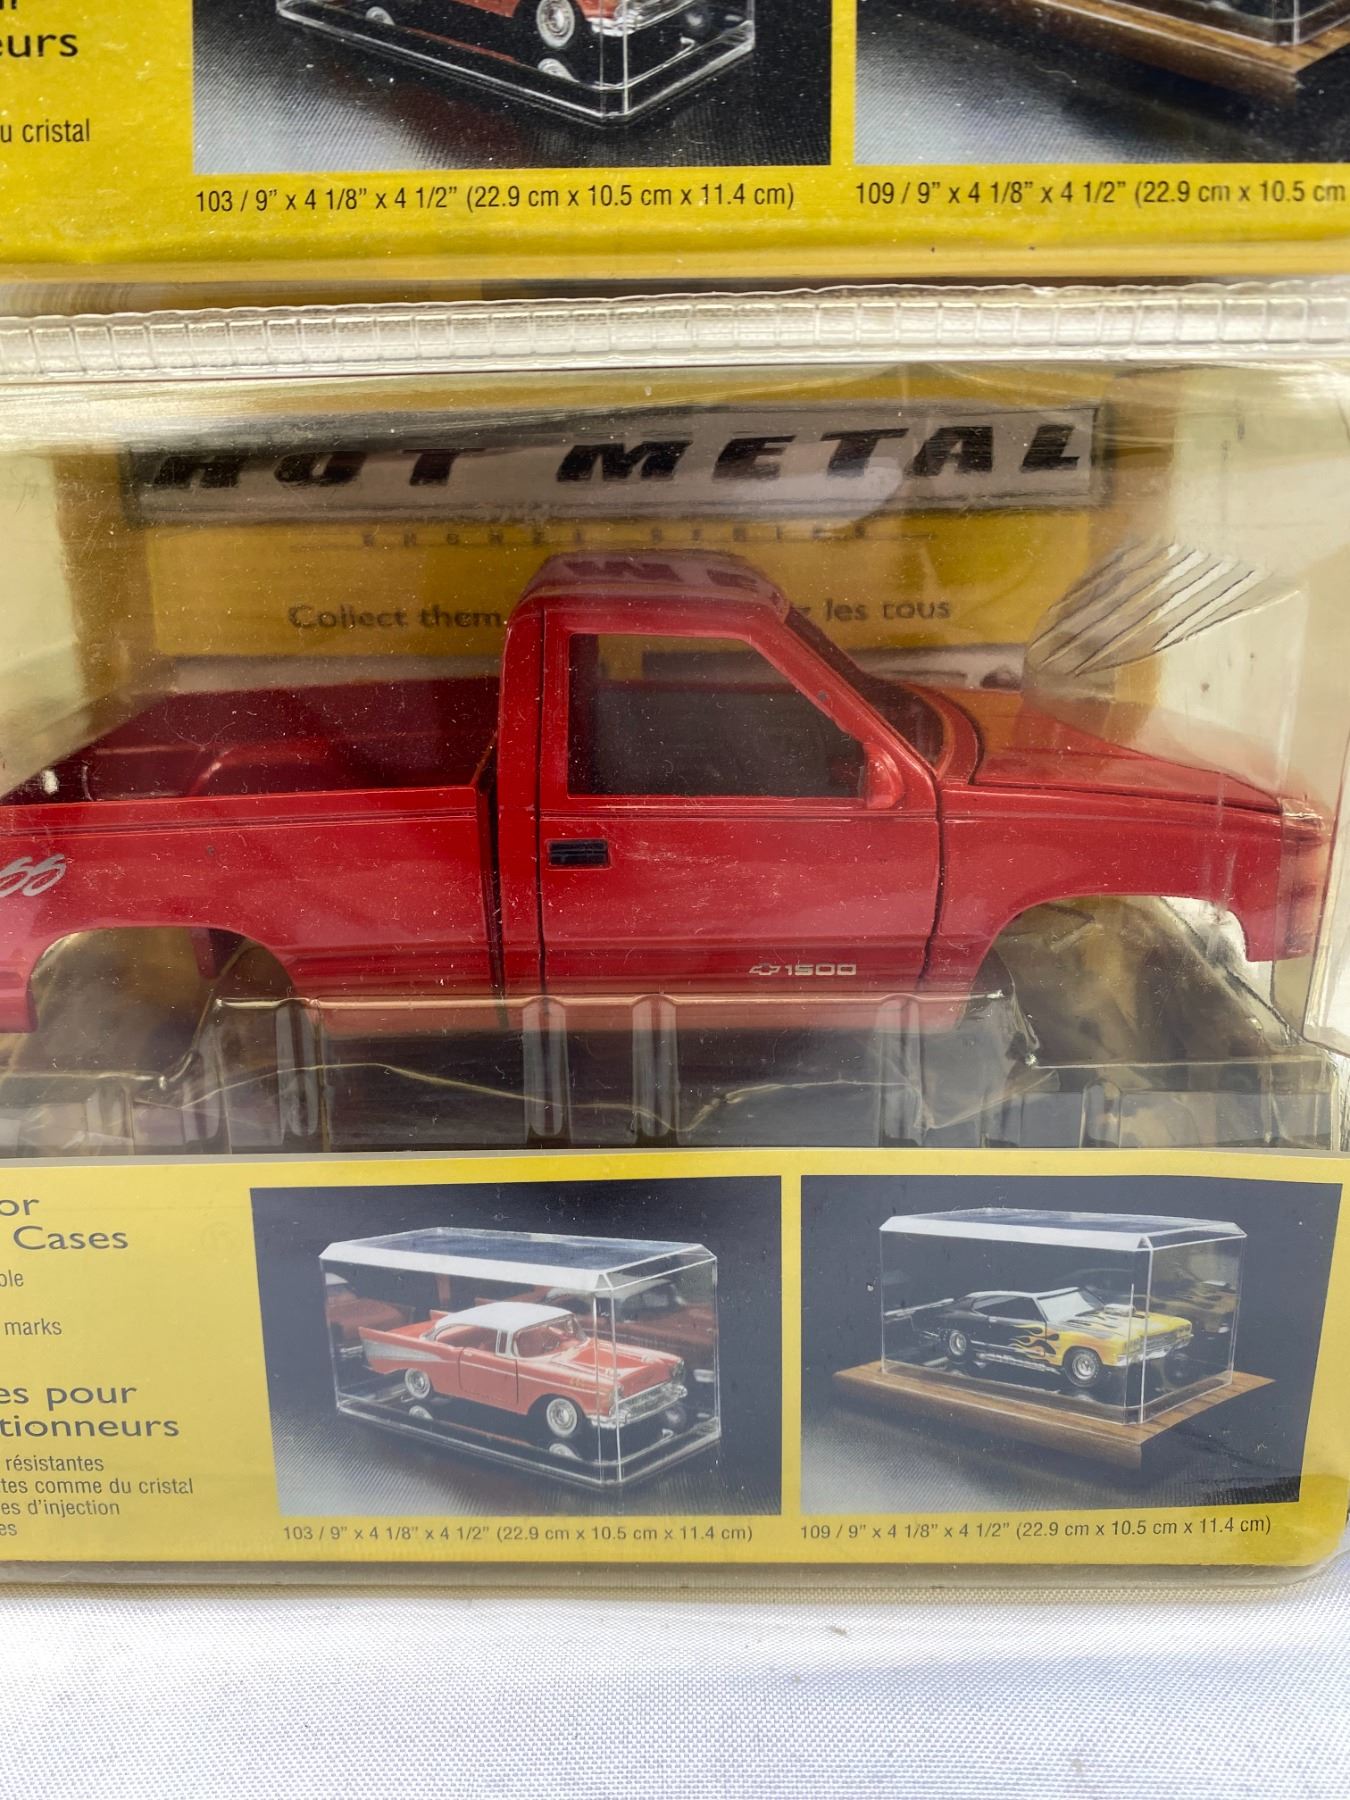 eurs
u cristal
103 / 9" x 4 1/8" x 4 1/2" (22.9 cm x 10.5 cm x 11.4 cm)
109 / 9" x 4 1/8" x 4 1/2" (22.9 cm x 10.5 cm
HOT METAL
Collect them
les tous
1500
or
Cases
ble
marks
es pour
tionneurs
résistantes
tes comme du cristal
es d'injection
es
103 / 9" x 4 1/8" x 4 1/2" (22.9 cm x 10.5 cm x 11.4 cm)
109 / 9" x 4 1/8" x 4 1/2" (22.9 cm x 10.5 cm x 11.4 cm)